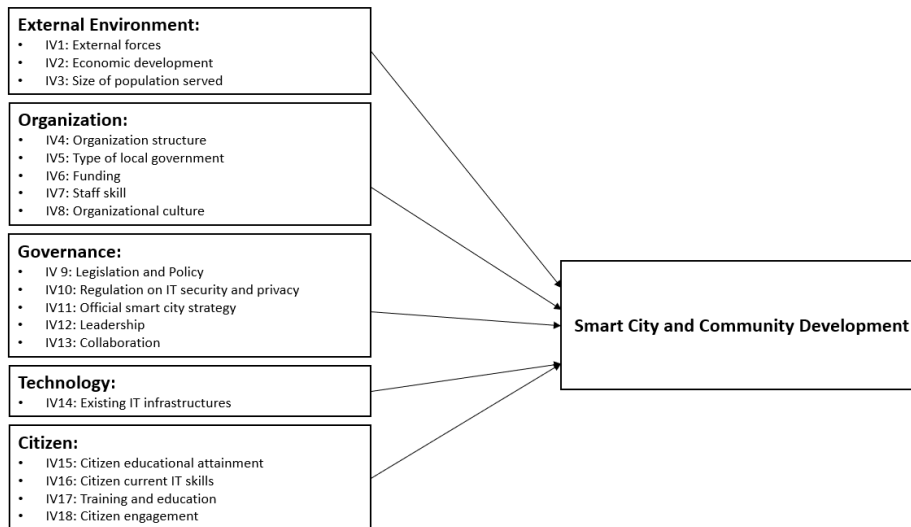 External Environment:
• IV1: External forces
• IV2: Economic development
• IV3: Size of population served
Organization:
• IV4: Organization structure
• IV5: Type of local government
• IV6: Funding
• IV7: Staff skill
• IV8: Organizational culture
Governance:
• IV 9: Legislation and Policy
• IV10: Regulation on IT security and privacy
• IV11: Official smart city strategy
• IV12: Leadership
• IV13: Collaboration
Technology:
• IV14: Existing IT infrastructures
Citizen:
• IV15: Citizen educational attainment
• IV16: Citizen current IT skills
• IV17: Training and education
• IV18: Citizen engagement
Smart City and Community Development